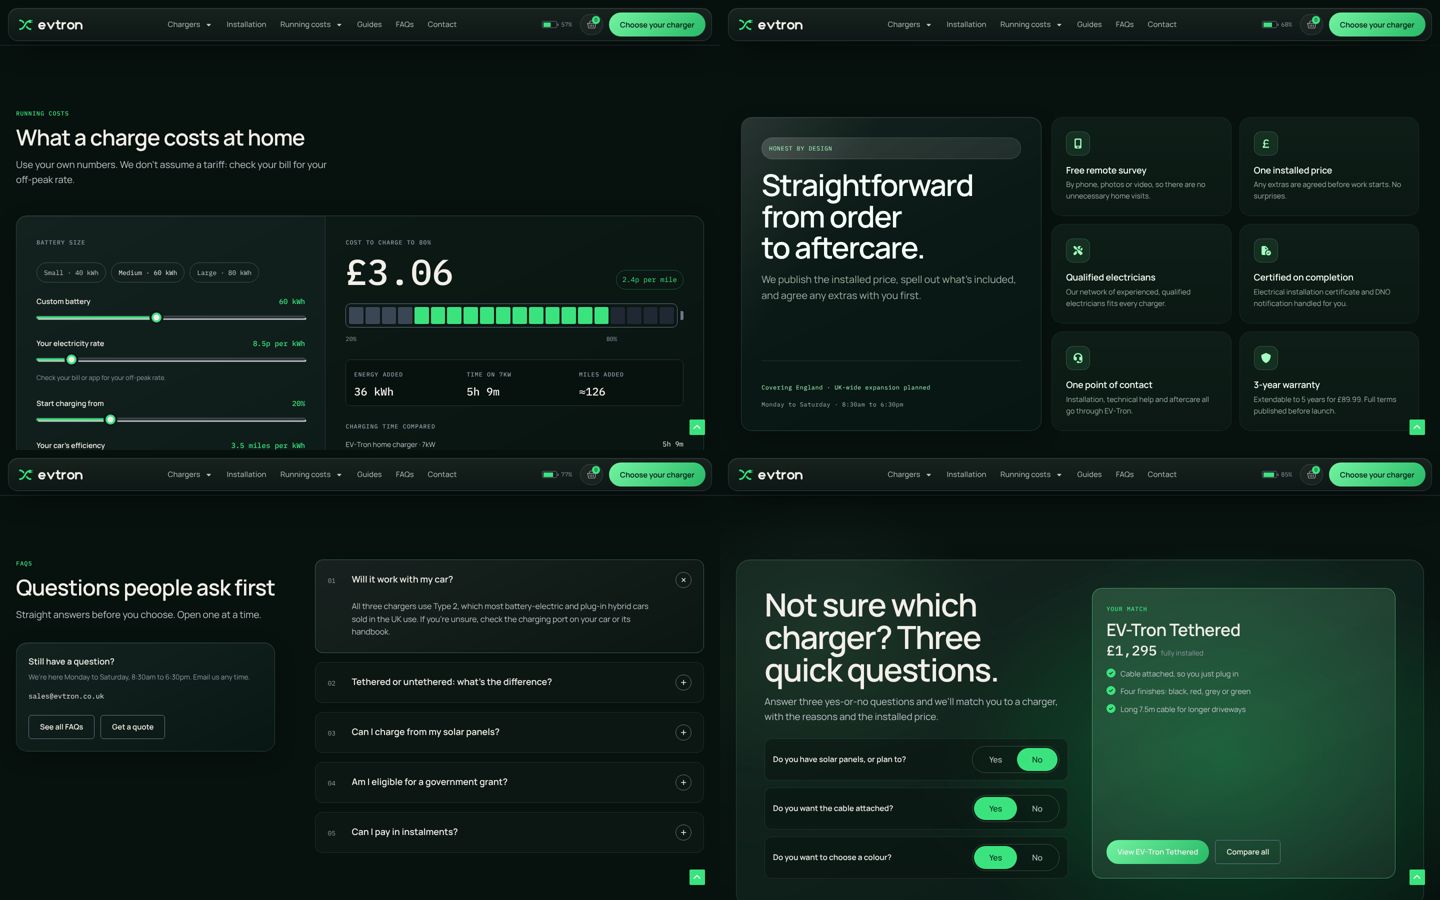 evtron
Chargers
Installation
Running costs
Guides
FAQs
Contact
57%
0
Choose your charger
RUNNING COSTS
What a charge costs at home
Use your own numbers. We don't assume a tariff: check your bill for your
off-peak rate.
BATTERY SIZE
Small · 40 kWh
Medium · 60 kWh
Large · 80 kWh
Custom battery
60 kWh
Your electricity rate
8.5p per kWh
Check your bill or app for your off-peak rate.
Start charging from
20%
Your car's efficiency
3.5 miles per kWh
COST TO CHARGE TO 80%
£3.06
2.4p per mile
20%
80%
ENERGY ADDED
36 kWh
TIME ON 7KW
5h 9m
MILES ADDED
≈126
CHARGING TIME COMPARED
EV-Tron home charger · 7kW
5h 9m
evtron
Chargers
Installation
Running costs
Guides
FAQs
Contact
68%
0
Choose your charger
HONEST BY DESIGN
Straightforward
from order
to aftercare.
We publish the installed price, spell out what's included,
and agree any extras with you first.
Covering England · UK-wide expansion planned
Monday to Saturday · 8:30am to 6:30pm
Free remote survey
By phone, photos or video, so there are no
unnecessary home visits.
One installed price
Any extras are agreed before work starts. No
surprises.
Qualified electricians
Our network of experienced, qualified
electricians fits every charger.
Certified on completion
Electrical installation certificate and DNO
notification handled for you.
One point of contact
Installation, technical help and aftercare all
go through EV-Tron.
3-year warranty
Extendable to 5 years for £89.99. Full terms
published before launch.
evtron
Chargers
Installation
Running costs
Guides
FAQs
Contact
77%
0
Choose your charger
FAQS
Questions people ask first
Straight answers before you choose. Open one at a time.
Still have a question?
We're here Monday to Saturday, 8:30am to 6:30pm. Email us any time.
sales@evtron.co.uk
See all FAQs
Get a quote
01
Will it work with my car?
All three chargers use Type 2, which most battery-electric and plug-in hybrid cars
sold in the UK use. If you're unsure, check the charging port on your car or its
handbook.
02
Tethered or untethered: what's the difference?
03
Can I charge from my solar panels?
04
Am I eligible for a government grant?
05
Can I pay in instalments?
evtron
Chargers
Installation
Running costs
Guides
FAQs
Contact
85%
0
Choose your charger
Not sure which
charger? Three
quick questions.
Answer three yes-or-no questions and we'll match you to a charger,
with the reasons and the installed price.
Do you have solar panels, or plan to?
Yes
No
Do you want the cable attached?
Yes
No
Do you want to choose a colour?
Yes
No
YOUR MATCH
EV-Tron Tethered
£1,295 fully installed
Cable attached, so you just plug in
Four finishes: black, red, grey or green
Long 7.5m cable for longer driveways
View EV-Tron Tethered
Compare all